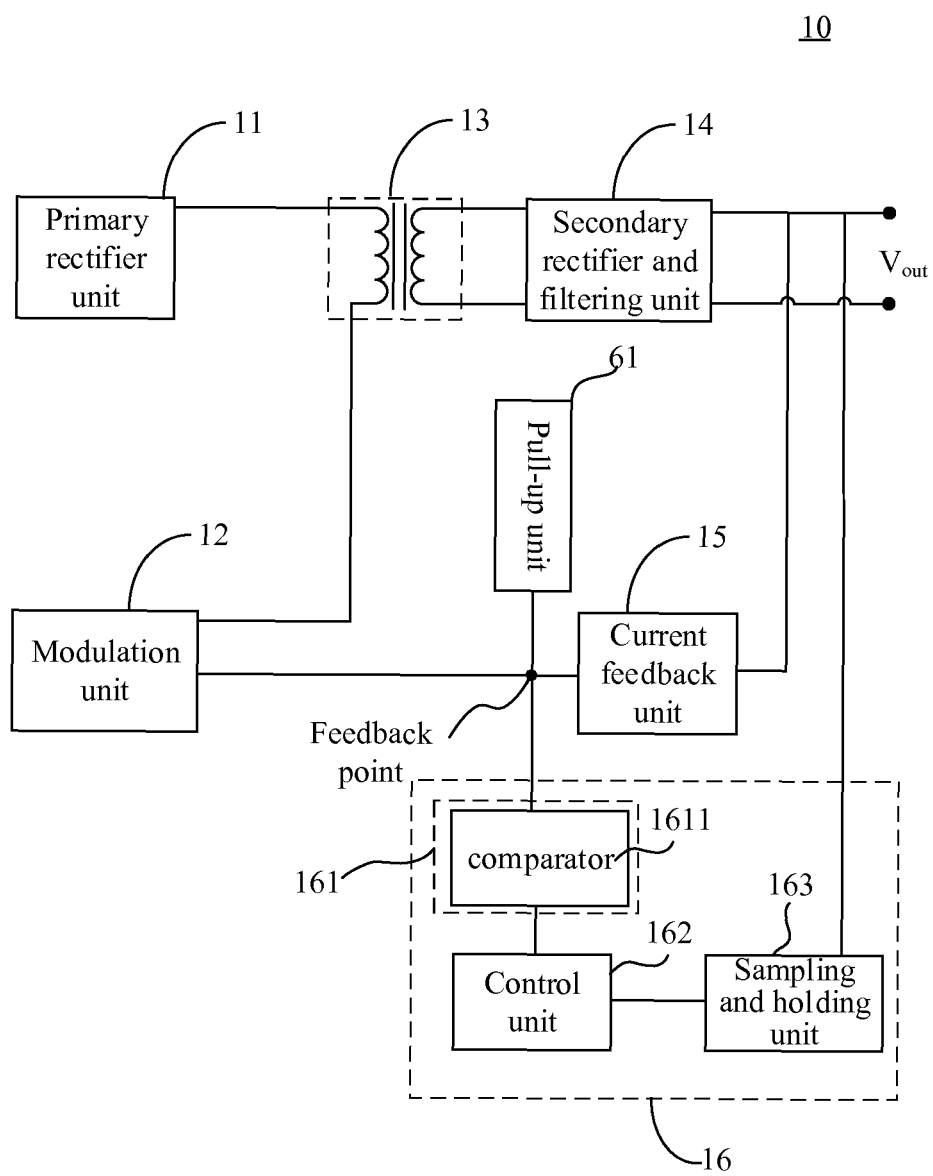 10
11
13
14
Primary
rectifier
unit
Secondary
rectifier and
filtering unit
Vout
61
Pull-up unit
12
15
Modulation
unit
Current
feedback
unit
Feedback
point
1611
comparator
161
163
162
Control
unit
Sampling
and holding
unit
16